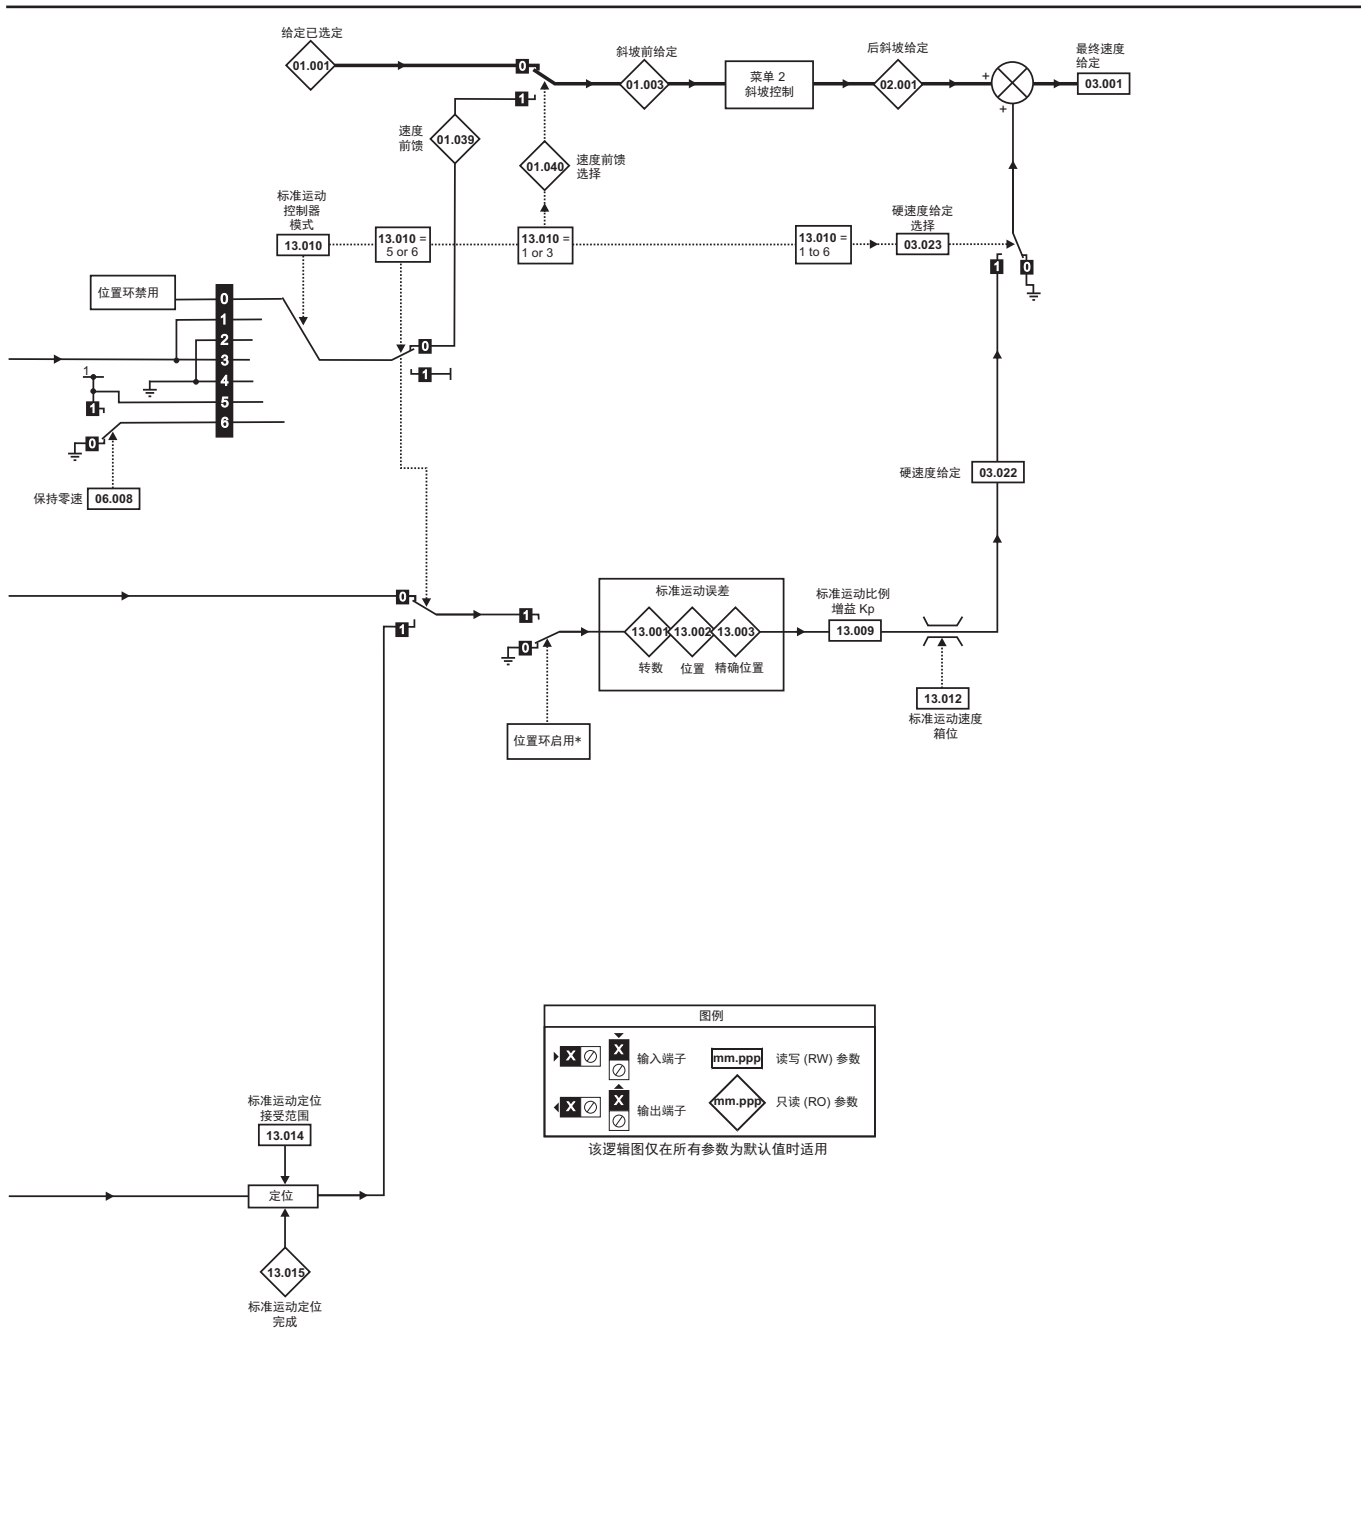 给定已选定
01.001
0
1
斜坡前给定
01.003
菜单 2
斜坡控制
后斜坡给定
02.001
+
+
最终速度
给定
03.001
速度
前馈
01.039
01.040
速度前馈
选择
标准运动
控制器
模式
13.010
13.010 =
5 or 6
13.010 =
1 or 3
13.010 =
1 to 6
硬速度给定
选择
03.023
1
0
位置环禁用
0
1
2
3
4
5
6
0
1
1
1
0
保持零速
06.008
硬速度给定
03.022
0
1
1
0
标准运动误差
13.001
13.002
13.003
转数
位置
精确位置
标准运动比例
增益 Kp
13.009
13.012
标准运动速度
箝位
位置环启用*
图例
X
X
输入端子
mm.ppp
读写 (RW) 参数
X
X
输出端子
mm.ppp
只读 (RO) 参数
该逻辑图仅在所有参数为默认值时适用
标准运动定位
接受范围
13.014
定位
13.015
标准运动定位
完成